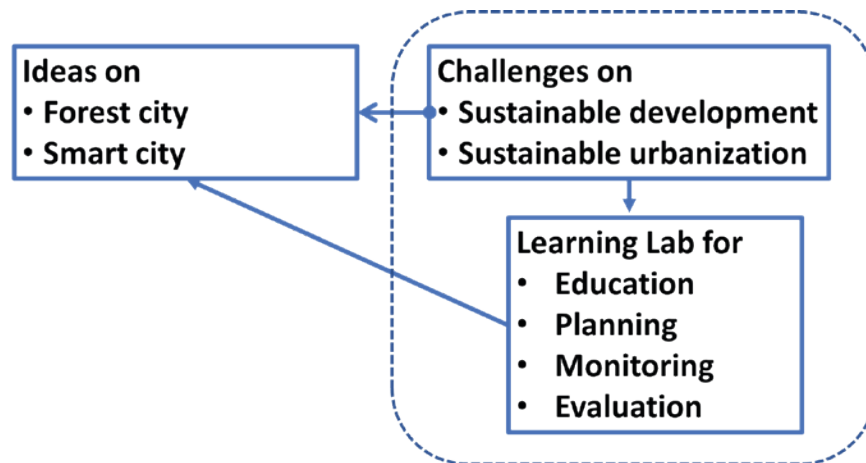 Ideas on
• Forest city
• Smart city
Challenges on
• Sustainable development
• Sustainable urbanization
Learning Lab for
• Education
• Planning
• Monitoring
• Evaluation